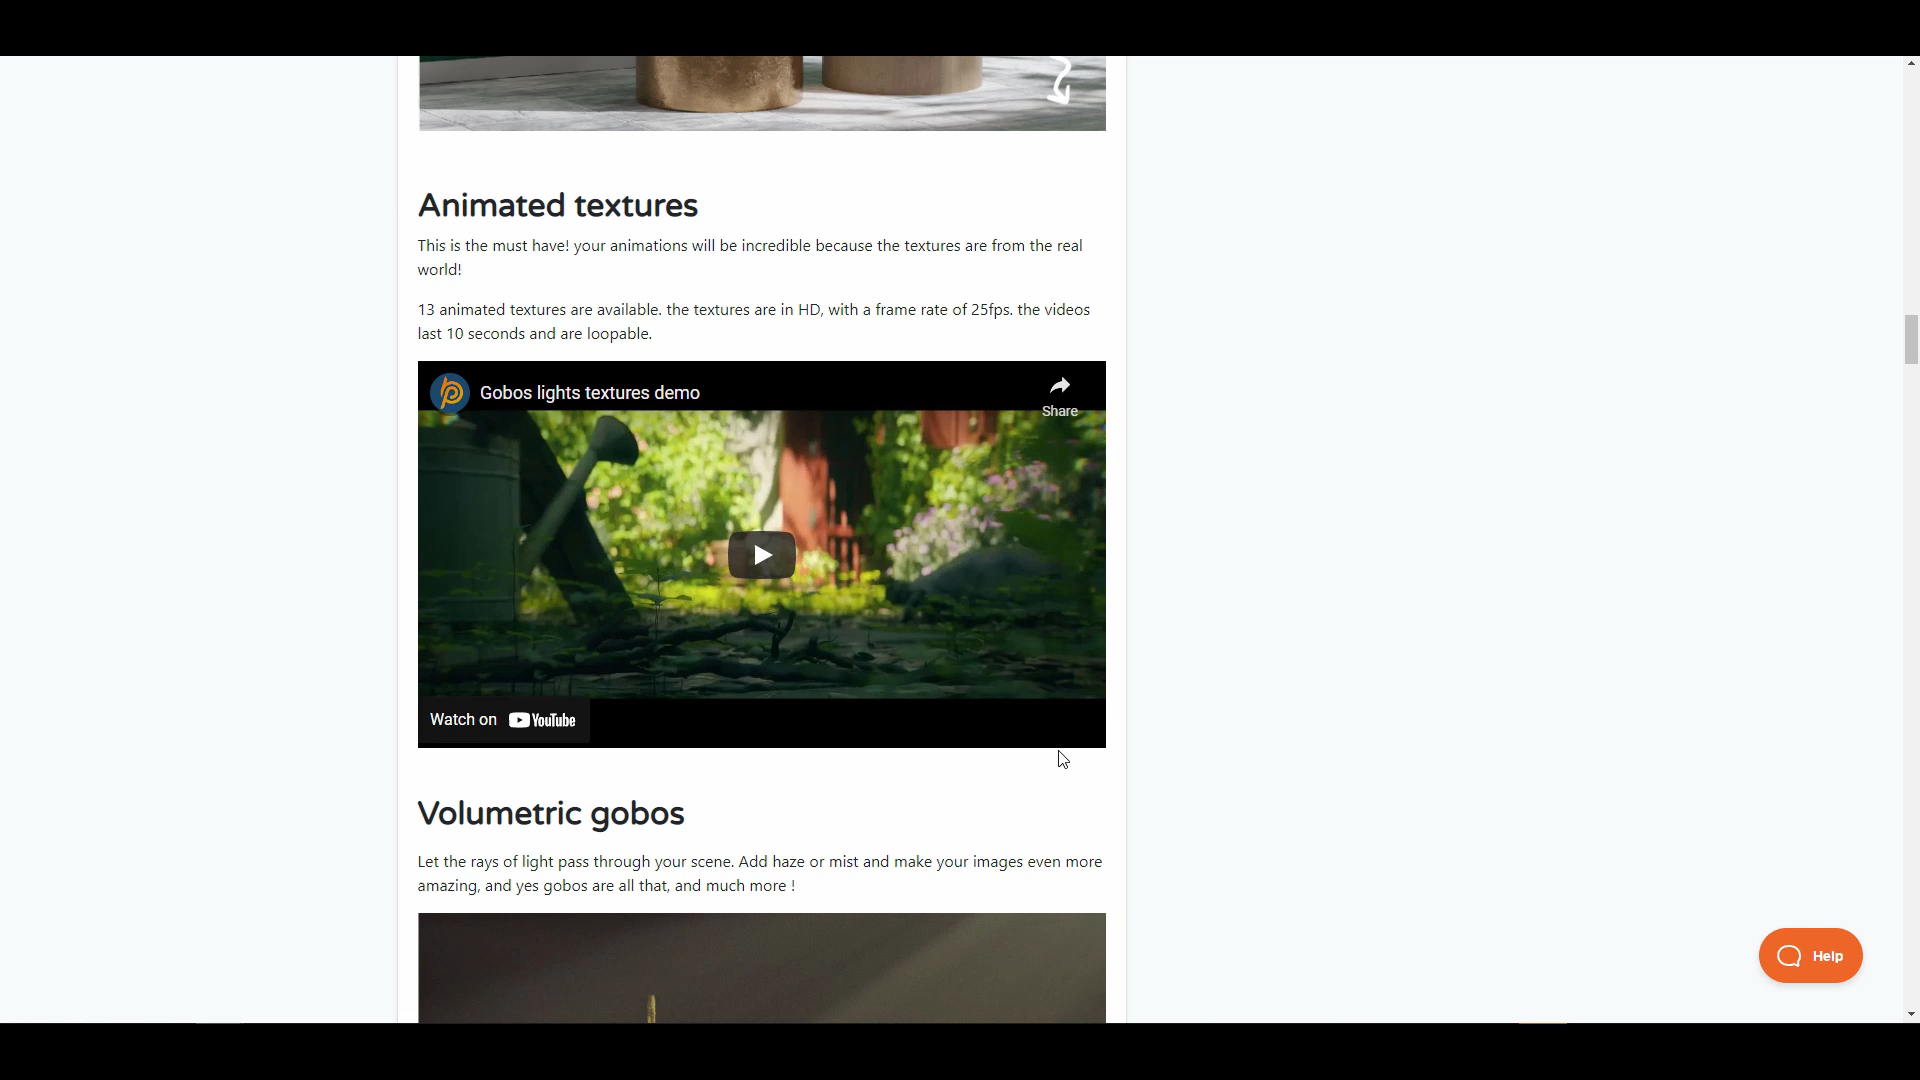 Animated textures
This is the must have! your animations will be incredible because the textures are from the real
world!
13 animated textures are available. the textures are in HD, with a frame rate of 25fps. the videos
last 10 seconds and are loopable.
Gobos lights textures demo
Share
Watch on YouTube
Volumetric gobos
Let the rays of light pass through your scene. Add haze or mist and make your images even more
amazing, and yes gobos are all that, and much more !
Help